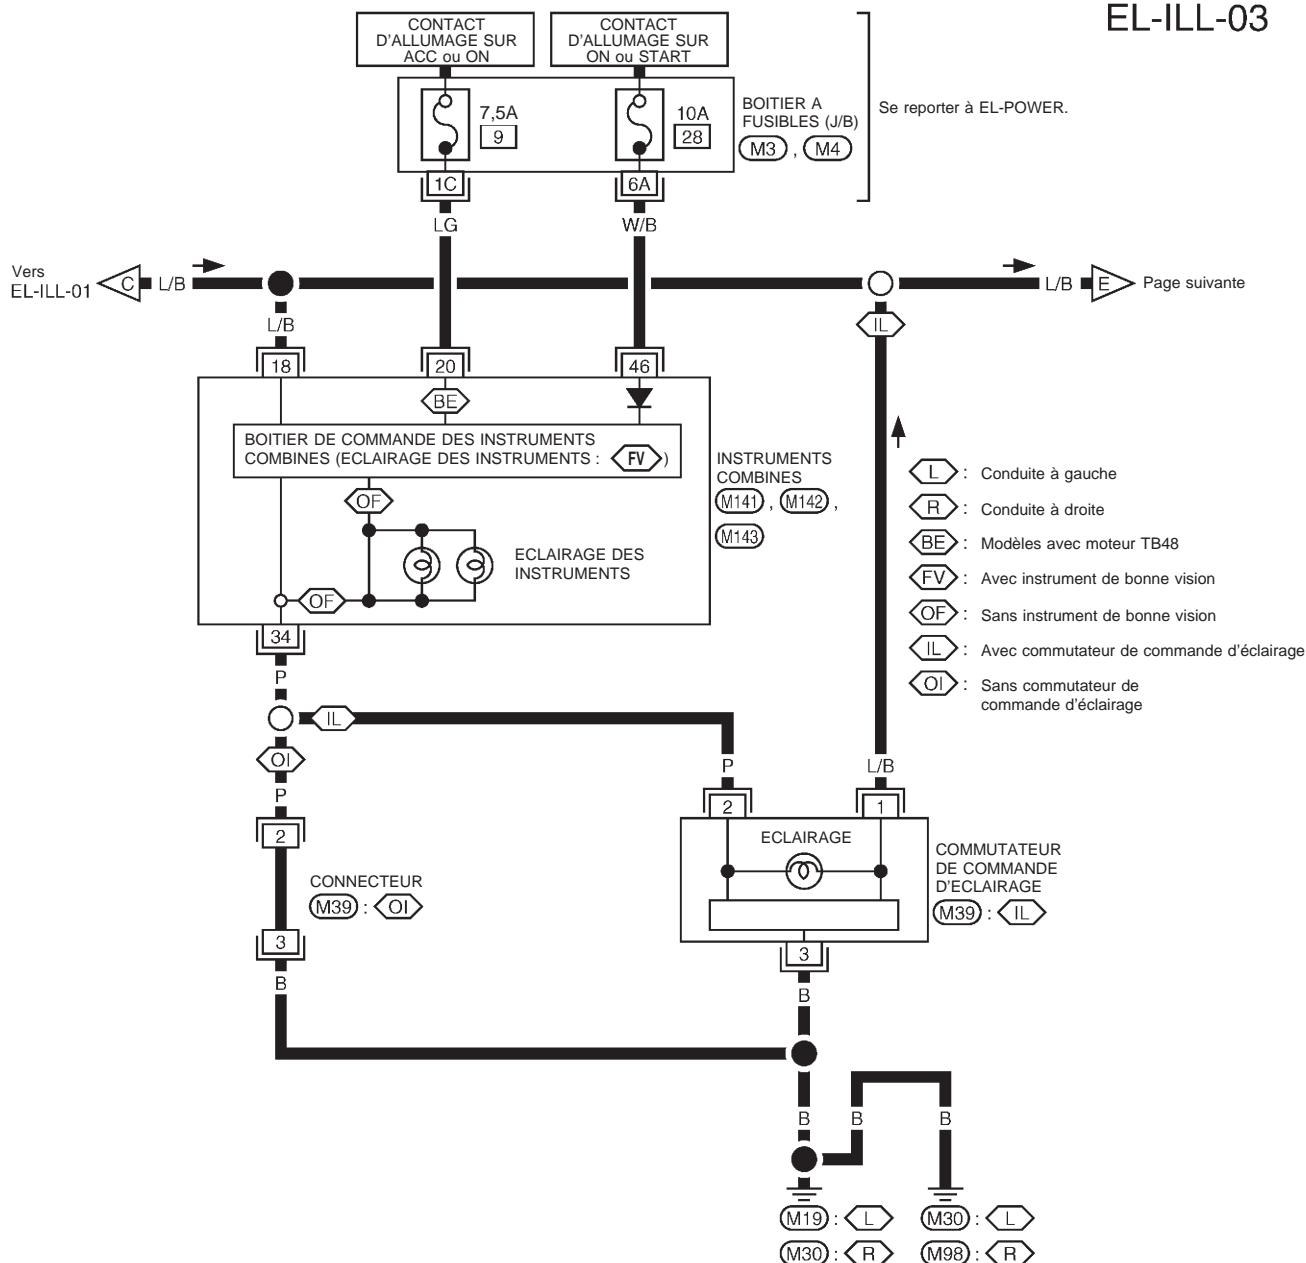 EL-ILL-03
CONTACT
D'ALLUMAGE SUR
ACC ou ON
CONTACT
D'ALLUMAGE SUR
ON ou START
7,5A
9
10A
28
BOITIER A
FUSIBLES (J/B)
M3 , M4
Se reporter à EL-POWER.
1C
6A
LG
W/B
Vers
EL-ILL-01
C
L/B
L/B
E
Page suivante
L/B
IL
18
20
46
BE
BOITIER DE COMMANDE DES INSTRUMENTS
COMBINES (ECLAIRAGE DES INSTRUMENTS : FV )
INSTRUMENTS
COMBINES
M141 , M142 ,
M143
OF
ECLAIRAGE DES
INSTRUMENTS
OF
34
L : Conduite à gauche
R : Conduite à droite
BE : Modèles avec moteur TB48
FV : Avec instrument de bonne vision
OF : Sans instrument de bonne vision
IL : Avec commutateur de commande d'éclairage
OI : Sans commutateur de
commande d'éclairage
P
IL
OI
P
P
L/B
2
2
1
ECLAIRAGE
COMMUTATEUR
DE COMMANDE
D'ECLAIRAGE
M39 : IL
CONNECTEUR
M39 : OI
3
3
B
B
B
B
B
M19 : L
M30 : L
M30 : R
M98 : R